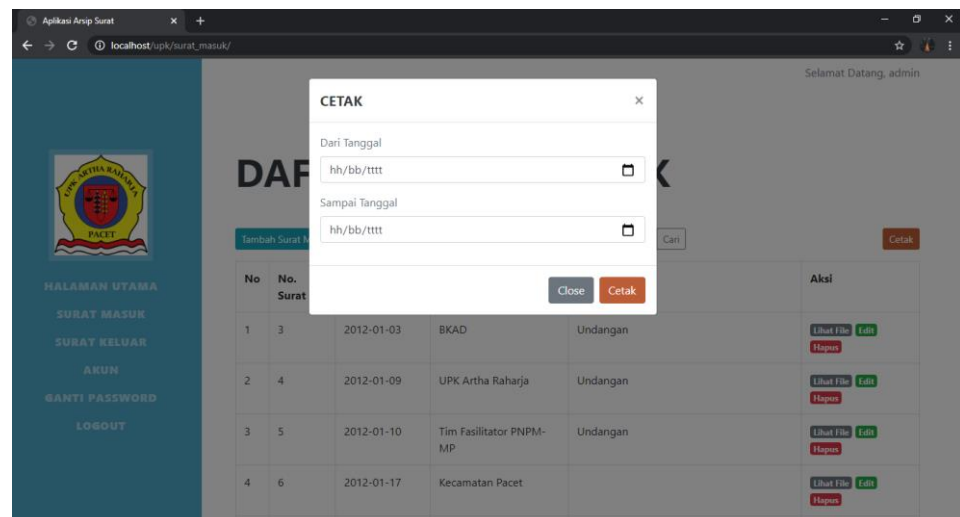 Aplikasi Arsip Surat
localhost/upk/surat_masuk/
Selamat Datang, admin
CETAK
Dari Tanggal
hh/bb/tttt
Sampai Tanggal
hh/bb/tttt
Close Cetak
UPK ARTHA RAHARJA
PACET
HALAMAN UTAMA
SURAT MASUK
SURAT KELUAR
AKUN
GANTI PASSWORD
LOGOUT
DAF K
Tambah Surat M Cari Cetak
No No. Surat Aksi
1 3 2012-01-03 BKAD Undangan Lihat File Edit
Hapus
2 4 2012-01-09 UPK Artha Raharja Undangan Lihat File Edit
Hapus
3 5 2012-01-10 Tim Fasilitator PNPM-MP Undangan Lihat File Edit
Hapus
4 6 2012-01-17 Kecamatan Pacet Lihat File Edit
Hapus